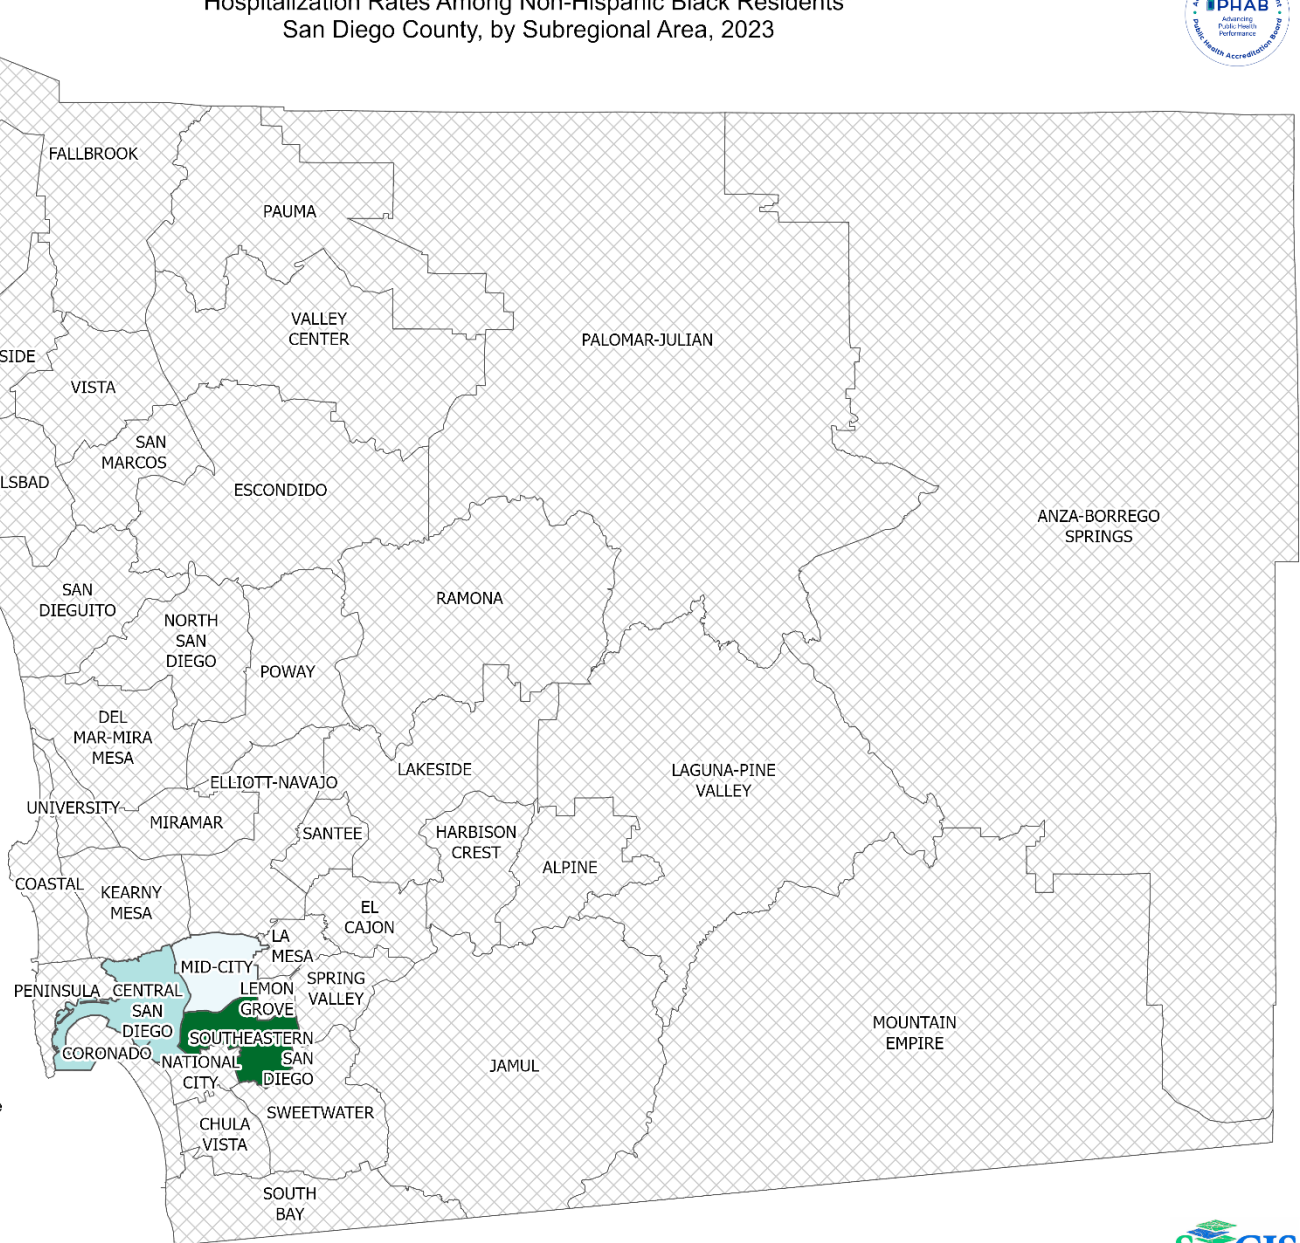 Hospitalization Rates Among Non-Hispanic Black Residents
San Diego County, by Subregional Area, 2023
PHAB
Advancing
Public Health
Performance
Public Health Accreditation Board
FALLBROOK
PAUMA
VALLEY
CENTER
PALOMAR-JULIAN
SIDE
VISTA
SAN
MARCOS
LSBAD
ESCONDIDO
ANZA-BORREGO
SPRINGS
SAN
DIEGUITO
RAMONA
NORTH
SAN
DIEGO
POWAY
DEL
MAR-MIRA
MESA
ELLIOTT-NAVAJO
LAKESIDE
LAGUNA-PINE
VALLEY
UNIVERSITY
MIRAMAR
SANTEE
HARBISON
CREST
ALPINE
COASTAL
KEARNY
MESA
EL
CAJON
LA
MESA
MID-CITY
SPRING
VALLEY
PENINSULA
CENTRAL
SAN
DIEGO
LEMON
GROVE
SOUTHEASTERN
SAN
DIEGO
CORONADO
NATIONAL
CITY
MOUNTAIN
EMPIRE
JAMUL
SWEETWATER
CHULA
VISTA
SOUTH
BAY